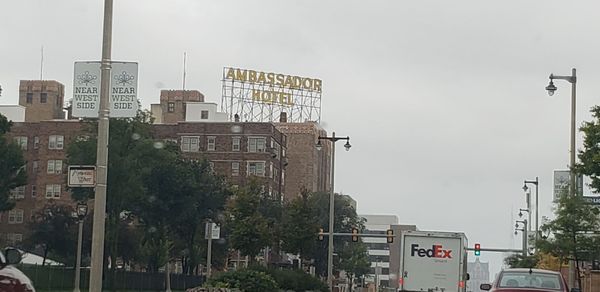 AMBASSADOR
HOTEL
NEAR
WEST
SIDE
NEAR
WEST
SIDE
FedEx